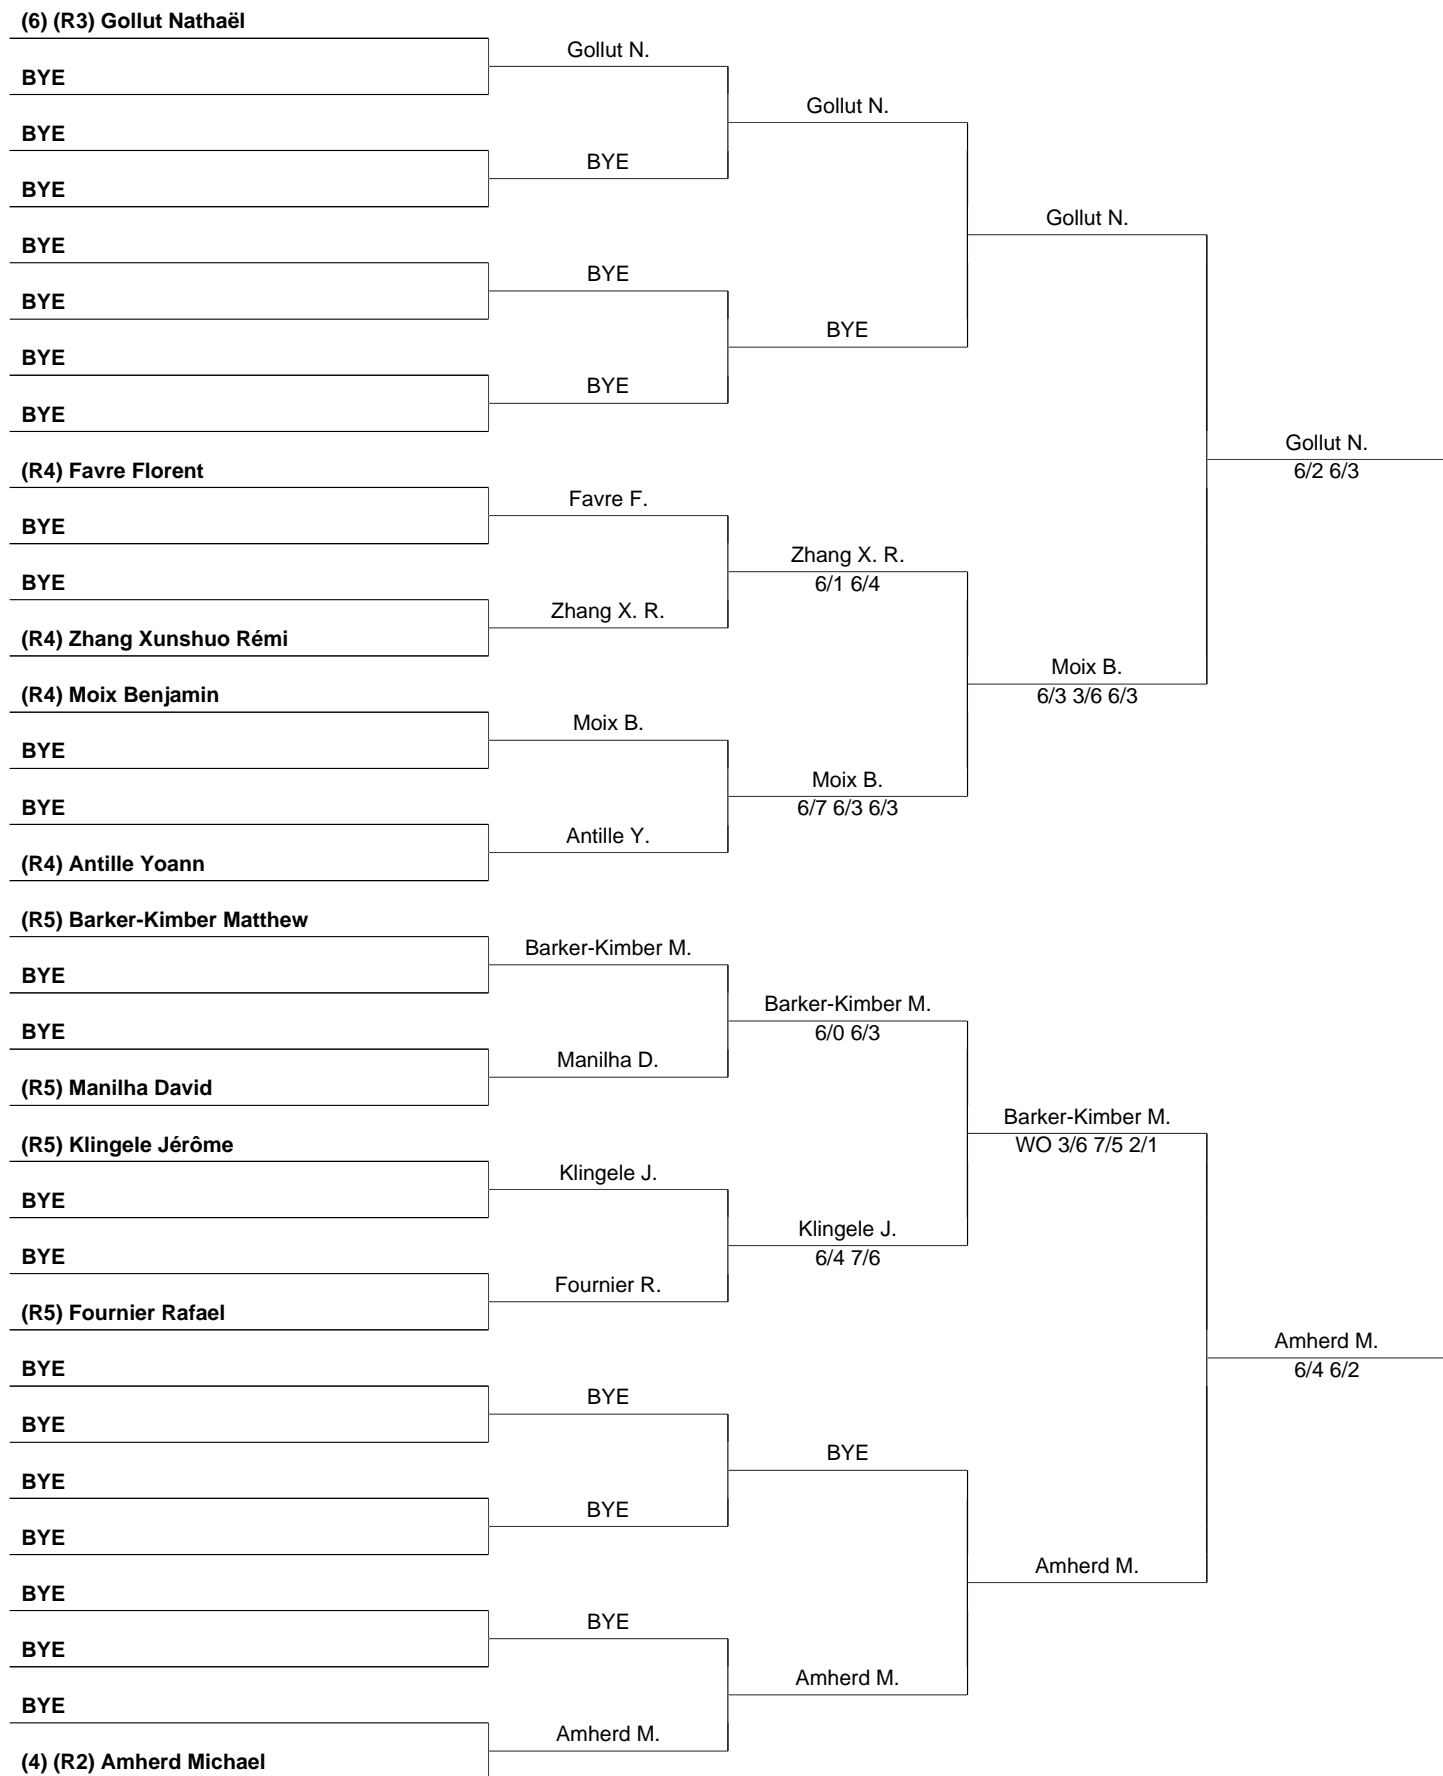 (6) (R3) Gollut Nathaël
BYE
BYE
BYE
BYE
BYE
BYE
BYE
(R4) Favre Florent
BYE
BYE
(R4) Zhang Xunshuo Rémi
(R4) Moix Benjamin
BYE
BYE
(R4) Antille Yoann
(R5) Barker-Kimber Matthew
BYE
BYE
(R5) Manilha David
(R5) Klingele Jérôme
BYE
BYE
(R5) Fournier Rafael
BYE
BYE
BYE
BYE
BYE
BYE
BYE
(4) (R2) Amherd Michael
Gollut N.
BYE
BYE
BYE
Favre F.
Zhang X. R.
Moix B.
Antille Y.
Barker-Kimber M.
Manilha D.
Klingele J.
Fournier R.
BYE
BYE
BYE
Amherd M.
Gollut N.
BYE
Zhang X. R.
6/1 6/4
Moix B.
6/7 6/3 6/3
Barker-Kimber M.
6/0 6/3
Klingele J.
6/4 7/6
BYE
Amherd M.
Gollut N.
Moix B.
6/3 3/6 6/3
Barker-Kimber M.
WO 3/6 7/5 2/1
Amherd M.
Gollut N.
6/2 6/3
Amherd M.
6/4 6/2